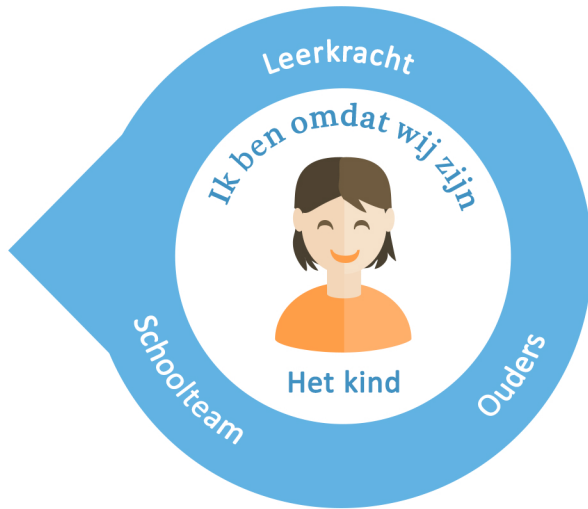 Leerkracht
Ik ben omdat wij zijn
Het kind
Schoolteam
Ouders